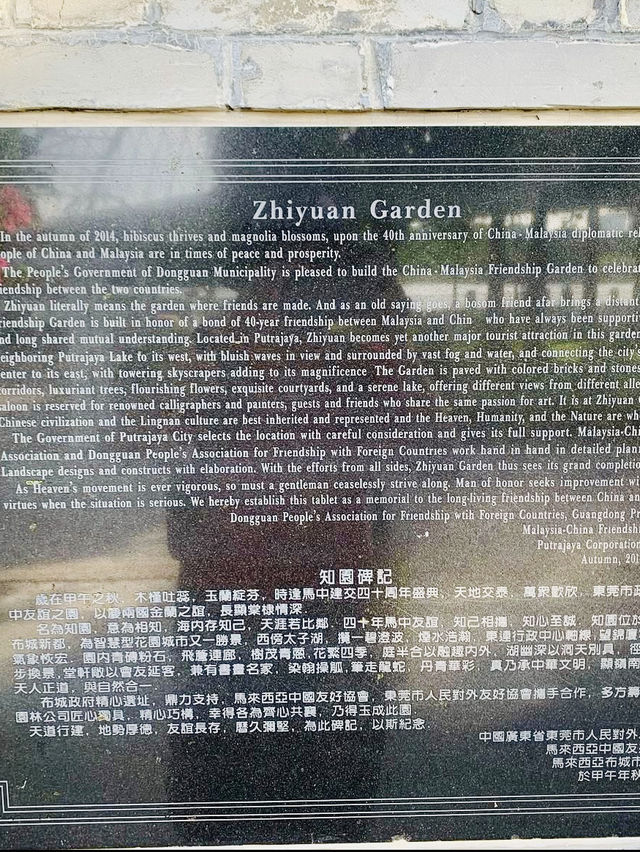 Zhiyuan Garden
In the autumn of 2014, hibiscus thrives and magnolia blossoms, upon the 40th anniversary of China-Malaysia diplomatic
ople of China and Malaysia are in times of peace and prosperity.
The People's Government of Dongguan Municipality is pleased to build the China-Malaysia Friendship Garden to
iendship between the two countries.
Zhiyuan literally means the garden where friends are made. And as an old saying goes, a bosom friend afar brings a
riendship Garden is built in honor of a bond of 40-year friendship between Malaysia and Chin who have always been
nd long shared mutual understanding. Located in Putrajaya, Zhiyuan becomes yet another major tourist attraction in this
eighboring Putrajaya Lake to its west, with bluish waves in view and surrounded by vast fog and water, and connecting the city
enter to its east, with towering skyscrapers adding to its magnificence. The Garden is paved with colored bricks and
orridors, luxuriant trees, flourishing flowers, exquisite courtyards, and a serene lake, offering different views from different
saloon is reserved for renowned calligraphers and painters, guests and friends who share the same passion for art. It is at Zhiyuan
Chinese civilization and the Lingnan culture are best inherited and represented and the Heaven, Humanity, and the Nature are
The Government of Putrajaya City selects the location with careful consideration and gives its full support.
Association and Dongguan People's Association for Friendship with Foreign Countries work hand in hand in detailed
Landscape designs and constructs with elaboration. With the efforts from all sides, Zhiyuan Garden thus sees its grand
As Heaven's movement is ever vigorous, so must a gentleman ceaselessly strive along. Man of honor seeks improvement
virtues when the situation is serious. We hereby establish this tablet as a memorial to the long-living friendship between China
Dongguan People's Association for Friendship wtih Foreign Countries, Guangdong
Malaysia-China
Putrajaya Corporation
Autumn,
知園碑記
歲在甲午之秋，木槿吐蕊，玉蘭綻芬，時逢馬中建交四十周年盛典，天地交泰，萬衆歡欣，東莞市政
中友誼之園，以慶兩國金蘭之誼，長顯棠棣情深。
名為知園，意為相知，海内存知己，天涯若比鄰，四十年馬中友誼，知己相攜，知心至誠，知園位於
布城新都，為智慧型花園城市又一勝景，西傍太子湖，攬一碧澄波，煙水浩瀚，東連行政中心軸線，望
氣象恢宏。園内青磚粉石，飛簷連廊，樹茂青葱，花繁四季，庭半合以融趣内外，湖幽深以洞天別具，
步換景，堂軒敞以會友延客，兼有書畫名家，染翰操觚，筆走龍蛇，丹青華彩，真乃承中華文明，顯嶺南
天人正道，與自然合一
布城政府精心選址，鼎力支持，馬來西亞中國友好協會，東莞市人民對外友好協會攜手合作，多方
園林公司匠心獨具，精心巧構，幸得各為齊心共襄，乃得玉成此園
天道行建，地勢厚德，友誼長存，曆久彌堅，為此碑記，以斯紀念
中國廣東省東莞市人民對外
馬來西亞中國友
馬來西亞布城市
於甲午年秋